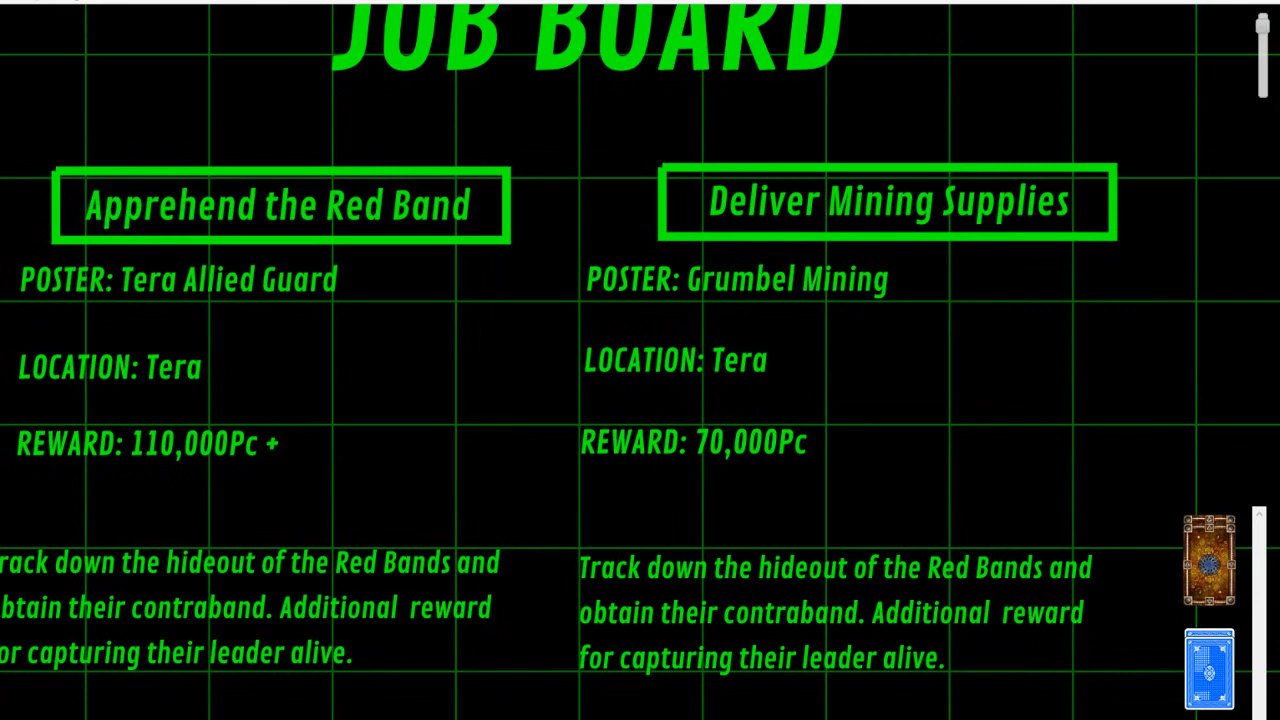 JOB BOARD
Apprehend the Red Band
POSTER: Tera Allied Guard
LOCATION: Tera
REWARD: 110,000Pc +
rack down the hideout of the Red Bands and
btain their contraband. Additional reward
or capturing their leader alive.
Deliver Mining Supplies
POSTER: Grumbel Mining
LOCATION: Tera
REWARD: 70,000Pc
Track down the hideout of the Red Bands and
obtain their contraband. Additional reward
for capturing their leader alive.